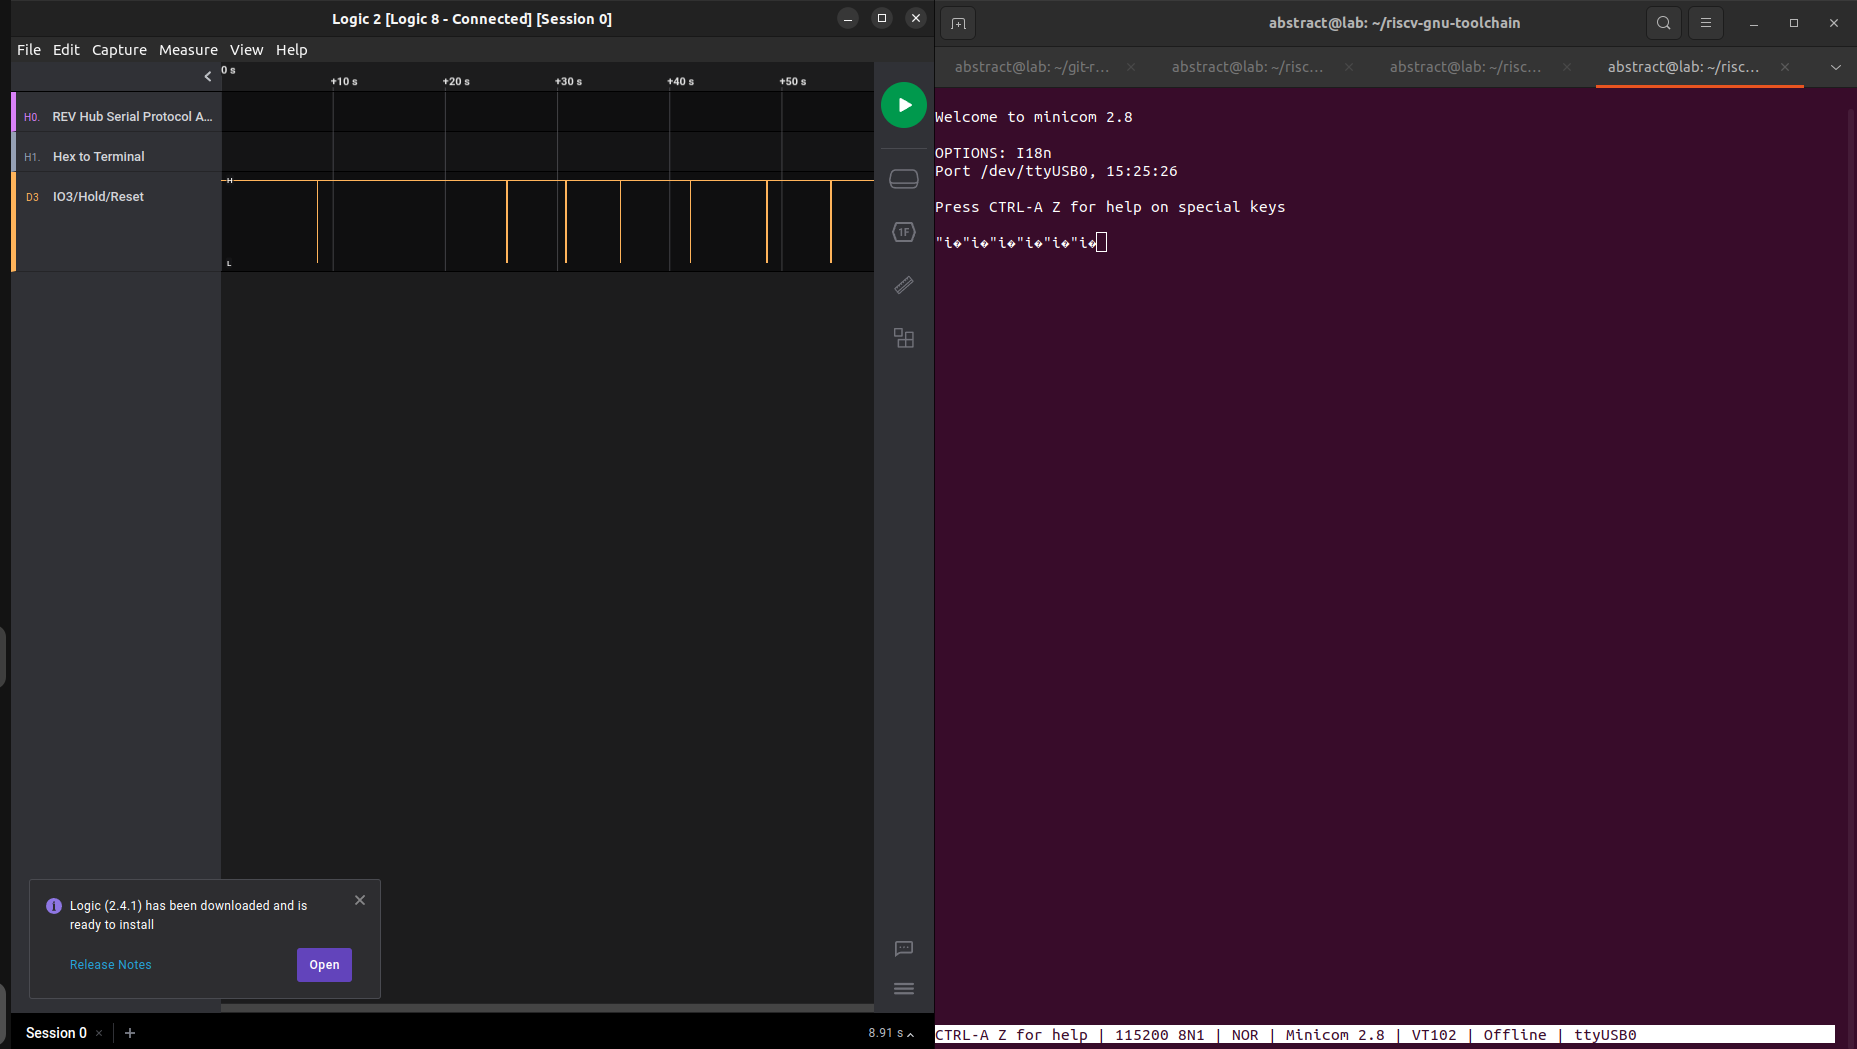 Logic 2 [Logic 8 - Connected] [Session 0]
File Edit Capture Measure View Help
0 s
+10 s +20 s +30 s +40 s +50 s
H0. REV Hub Serial Protocol A...
H1. Hex to Terminal
D3 IO3/Hold/Reset
H
L
1F
Logic (2.4.1) has been downloaded and is
ready to install
Release Notes
Open
Session 0
8.91 s
abstract@lab: ~/riscv-gnu-toolchain
abstract@lab: ~/git-r... abstract@lab: ~/risc... abstract@lab: ~/risc... abstract@lab: ~/risc...
Welcome to minicom 2.8
OPTIONS: I18n
Port /dev/ttyUSB0, 15:25:26
Press CTRL-A Z for help on special keys
"i�"i�"i�"i�"i�"i�
CTRL-A Z for help | 115200 8N1 | NOR | Minicom 2.8 | VT102 | Offline | ttyUSB0